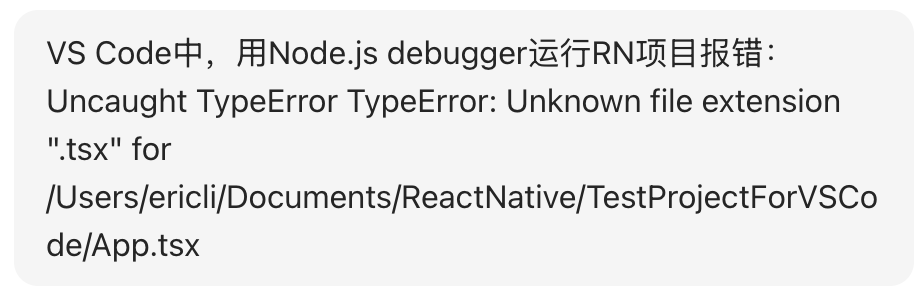 VS Code中，用Node.js debugger运行RN项目报错：
Uncaught TypeError TypeError: Unknown file extension
".tsx" for
/Users/ericli/Documents/ReactNative/TestProjectForVSCo
de/App.tsx